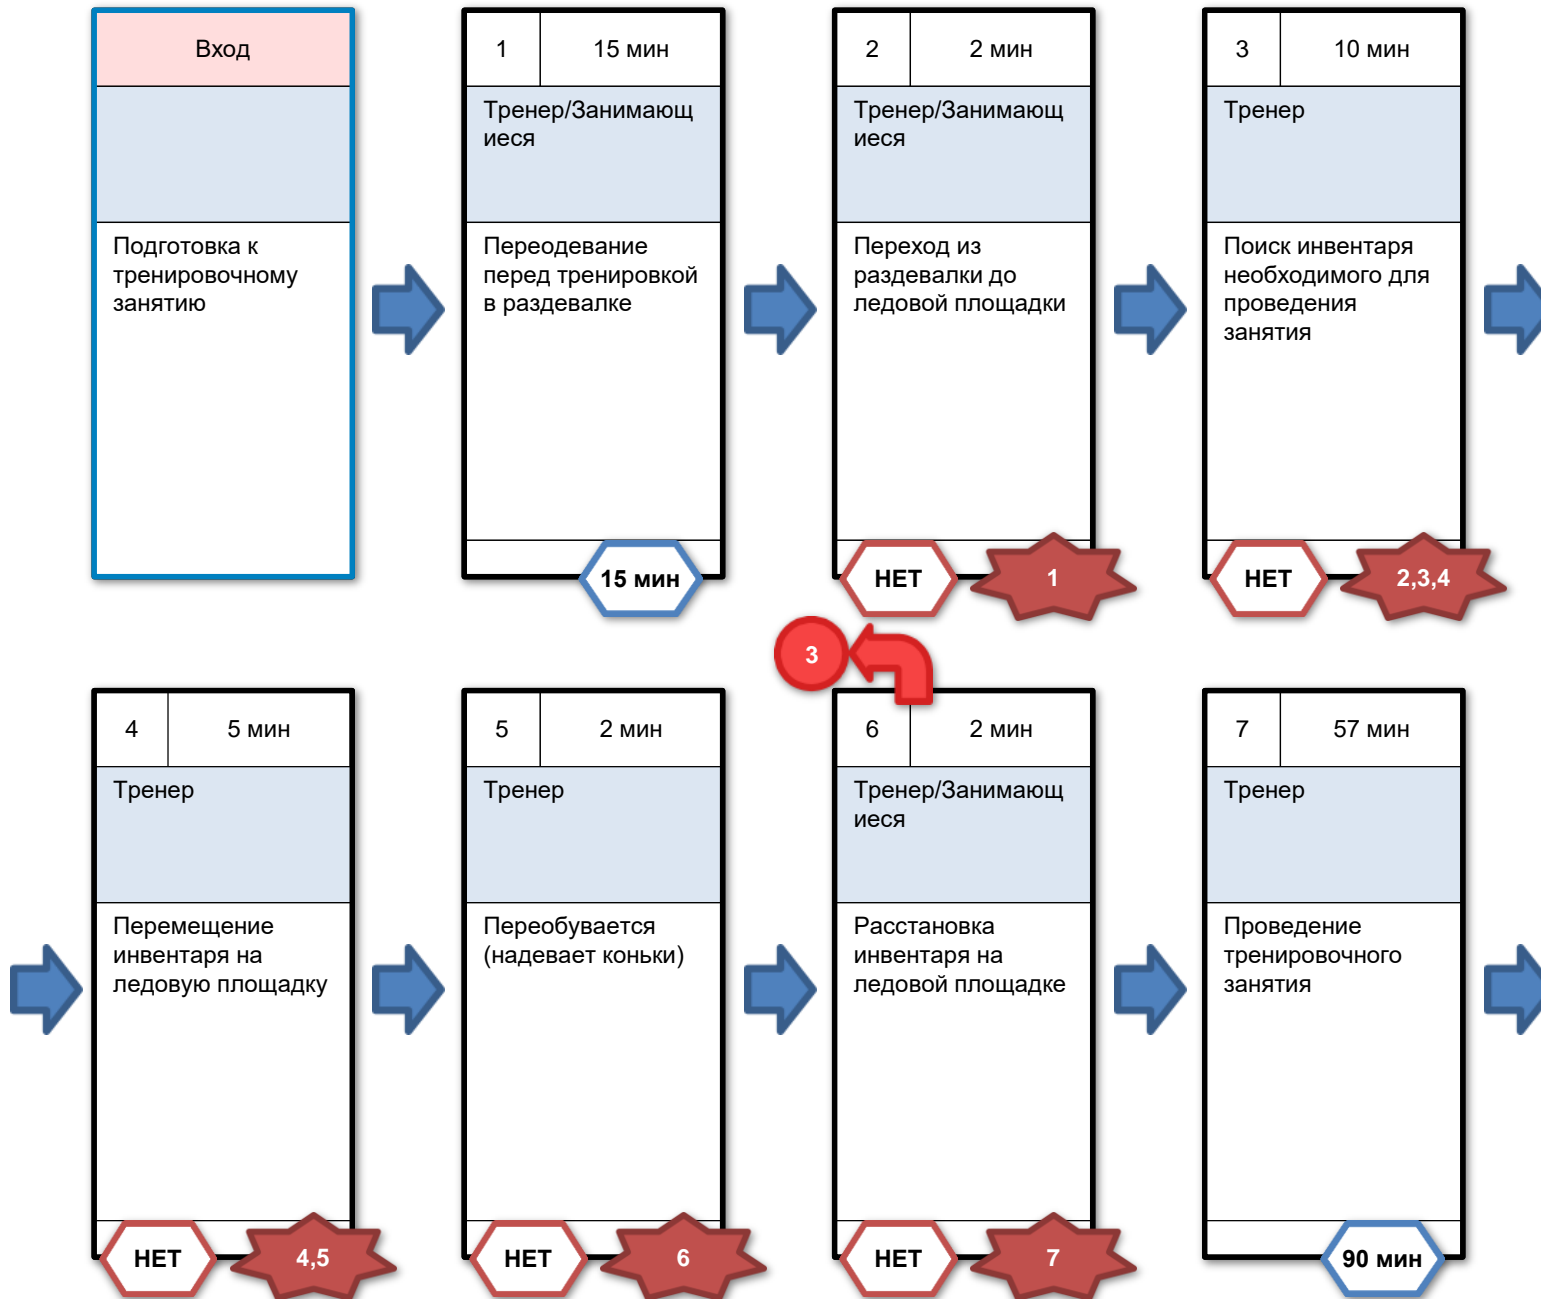 Вход
1 15 мин
2 2 мин
3 10 мин
Тренер/Занимающ
иеся
Тренер/Занимающ
иеся
Тренер
Подготовка к
тренировочному
занятию
Переодевание
перед тренировкой
в раздевалке
Переход из
раздевалки до
ледовой площадки
Поиск инвентаря
необходимого для
проведения
занятия
15 мин
НЕТ
1
НЕТ
2,3,4
3
4 5 мин
5 2 мин
6 2 мин
7 57 мин
Тренер
Тренер
Тренер/Занимающ
иеся
Тренер
Перемещение
инвентаря на
ледовую площадку
Переобувается
(надевает коньки)
Расстановка
инвентаря на
ледовой площадке
Проведение
тренировочного
занятия
НЕТ
4,5
НЕТ
6
НЕТ
7
90 мин